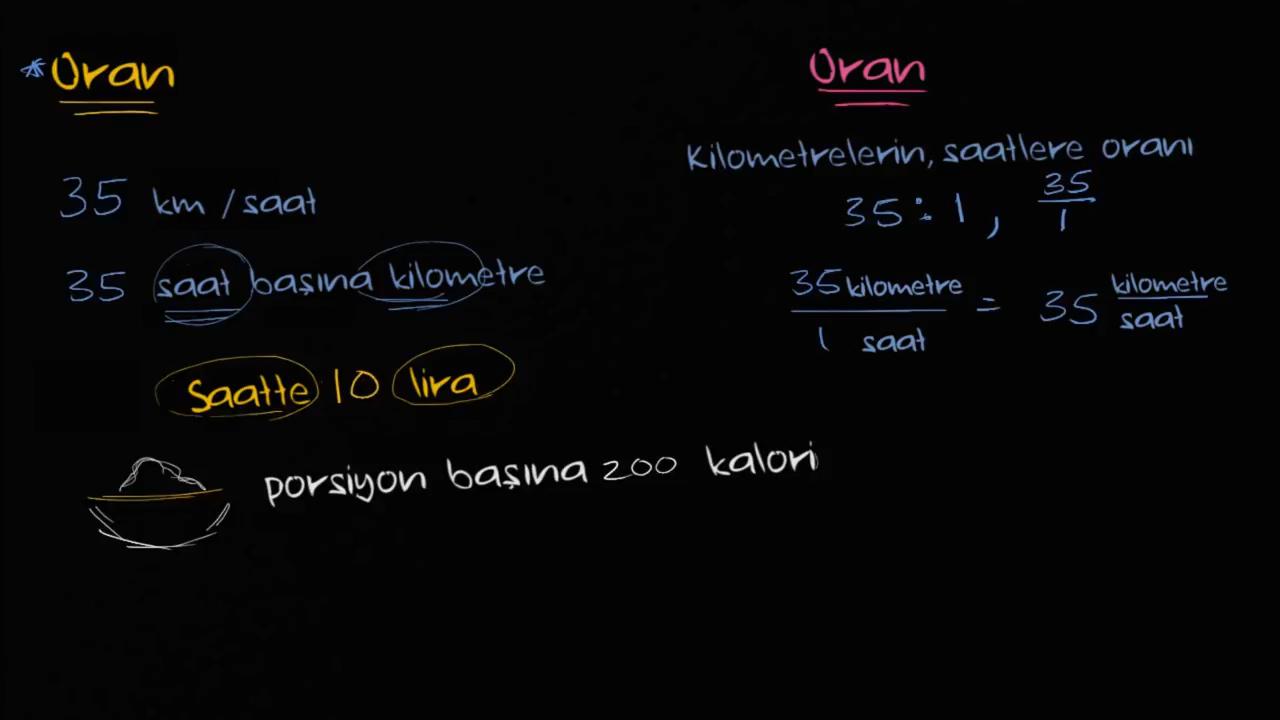 *Oran
35 km/saat
35 saat başına kilometre
Saatte 10 lira
porsiyon başına 200 kalori
Oran
Kilometrelerin, saatlere oranı
35:1, 35/1
35 kilometre / 1 saat = 35 kilometre/saat